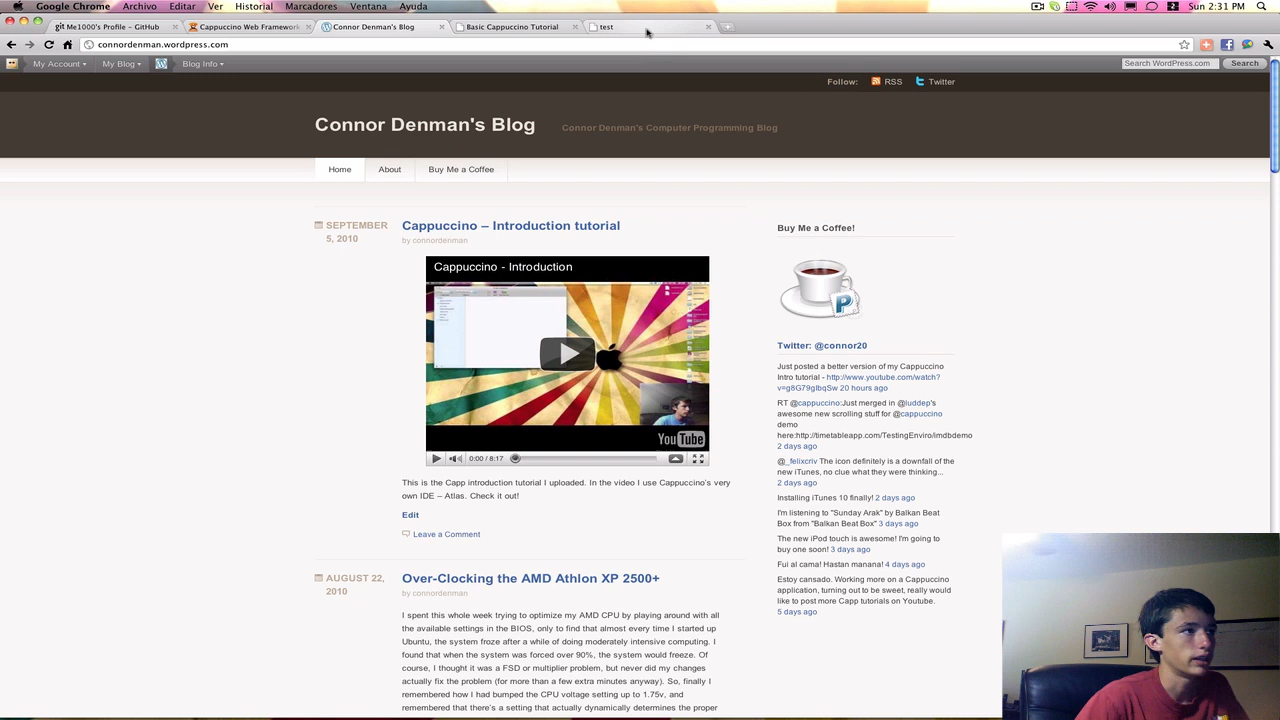 Google Chrome Archivo Editar Ver Historial Marcadores Ventana Ayuda Sun 2:31 PM
git Me1000's Profile – GitHub × Cappuccino Web Framework × Connor Denman's Blog × Basic Cappuccino Tutorial × test ×
connordenman.wordpress.com
My Account My Blog Blog Info Search WordPress.com Search
Follow: RSS Twitter
Connor Denman's Blog Connor Denman's Computer Programming Blog
Home About Buy Me a Coffee
SEPTEMBER
5, 2010
Cappuccino – Introduction tutorial
by connordenman
Cappuccino - Introduction
YouTube
0:00 / 8:17
This is the Capp introduction tutorial I uploaded. In the video I use Cappuccino's very
own IDE – Atlas. Check it out!
Edit
Leave a Comment
AUGUST 22,
2010
Over-Clocking the AMD Athlon XP 2500+
by connordenman
I spent this whole week trying to optimize my AMD CPU by playing around with all
the available settings in the BIOS, only to find that almost every time I started up
Ubuntu, the system froze after a while of doing moderately intensive computing. I
found that when the system was forced over 90%, the system would freeze. Of
course, I thought it was a FSD or multiplier problem, but never did my changes
actually fix the problem (for more than a few extra minutes anyway). So, finally I
remembered how I had bumped the CPU voltage setting up to 1.75v, and
remembered that there's a setting that actually dynamically determines the proper
Buy Me a Coffee!
P
Twitter: @connor20
Just posted a better version of my Cappuccino
Intro tutorial - http://www.youtube.com/watch?
v=g8G79gIbqSw 20 hours ago
RT @cappuccino:Just merged in @luddep's
awesome new scrolling stuff for @cappuccino
demo
here:http://timetableapp.com/TestingEnviro/imdbdemo
2 days ago
@_felixcriv The icon definitely is a downfall of the
new iTunes, no clue what they were thinking...
2 days ago
Installing iTunes 10 finally! 2 days ago
I'm listening to "Sunday Arak" by Balkan Beat
Box from "Balkan Beat Box" 3 days ago
The new iPod touch is awesome! I'm going to
buy one soon! 3 days ago
Fui al cama! Hastan manana! 4 days ago
Estoy cansado. Working more on a Cappuccino
application, turning out to be sweet, really would
like to post more Capp tutorials on Youtube.
5 days ago